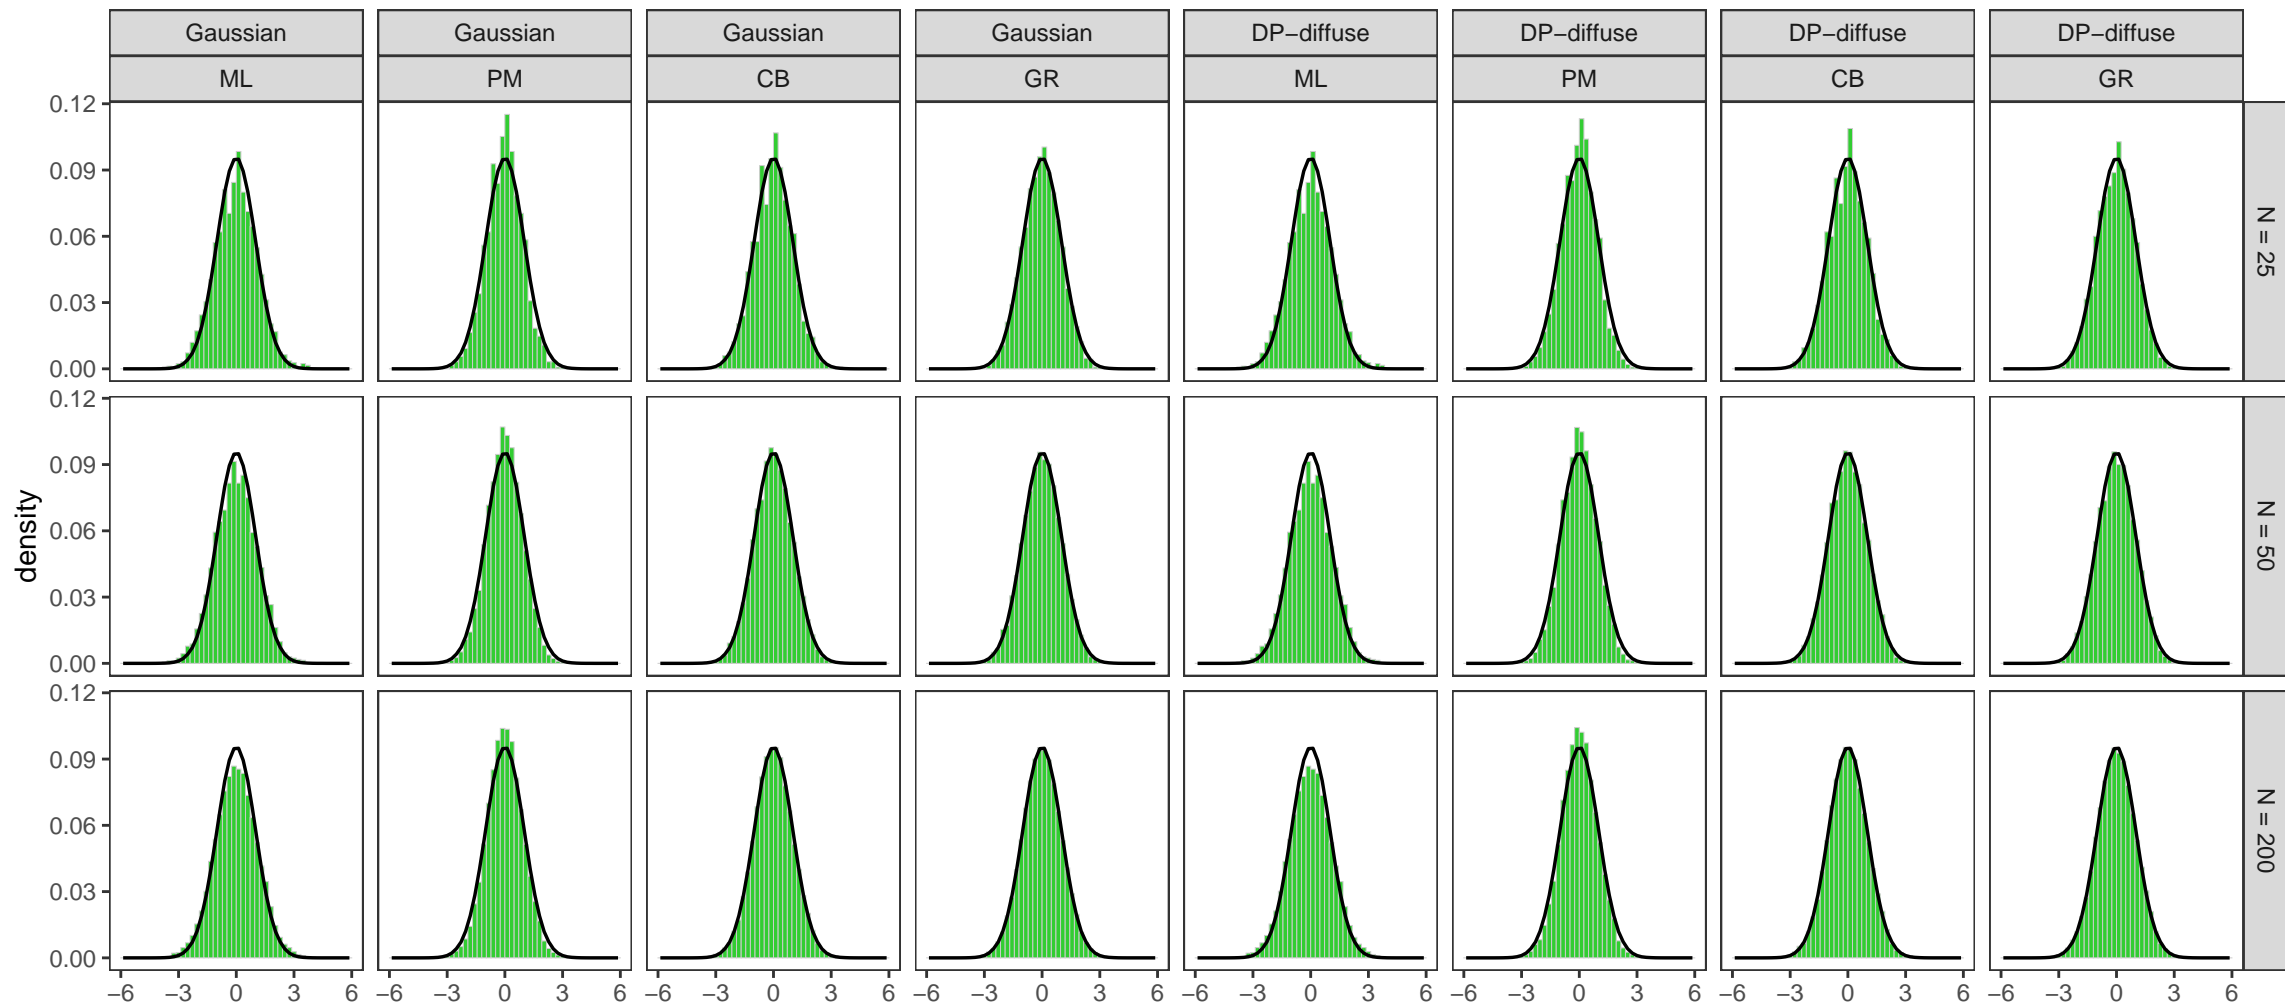 Gaussian Gaussian Gaussian Gaussian DP−diffuse DP−diffuse DP−diffuse DP−diffuse
ML PM CB GR ML PM CB GR
0.12
0.09
0.06
0.03
0.00
N = 25
0.12
0.09
0.06
0.03
0.00
N = 50
density
0.12
0.09
0.06
0.03
0.00
N = 200
−6 −3 0 3 6 −6 −3 0 3 6 −6 −3 0 3 6 −6 −3 0 3 6 −6 −3 0 3 6 −6 −3 0 3 6 −6 −3 0 3 6 −6 −3 0 3 6